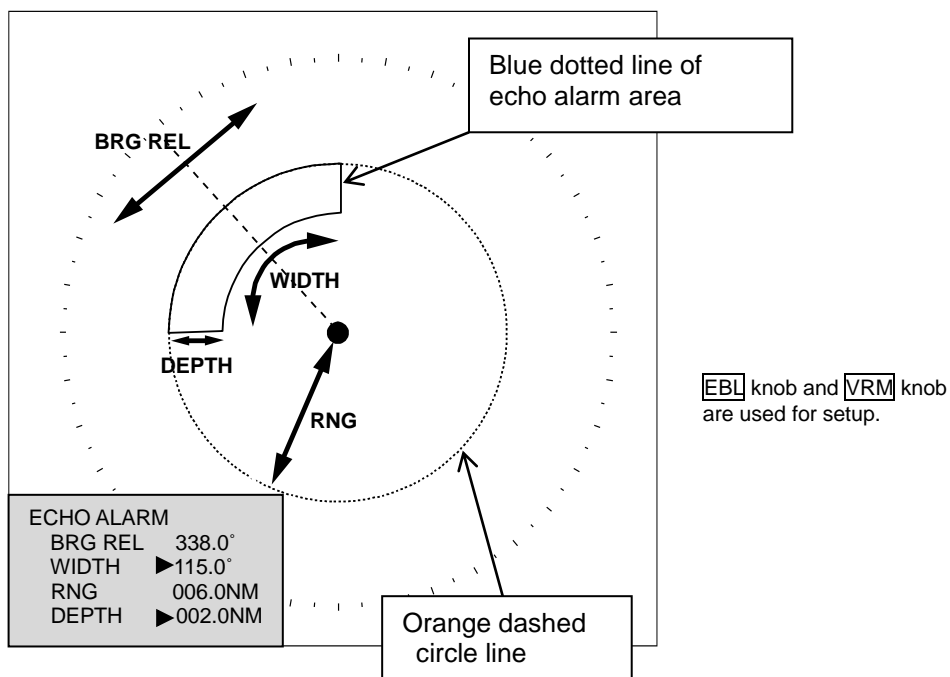 Blue dotted line of
echo alarm area
BRG REL
WIDTH
DEPTH
RNG
EBL knob and VRM knob
are used for setup.
ECHO ALARM
BRG REL 338.0°
WIDTH ▶115.0°
RNG 006.0NM
DEPTH ▶002.0NM
Orange dashed
circle line